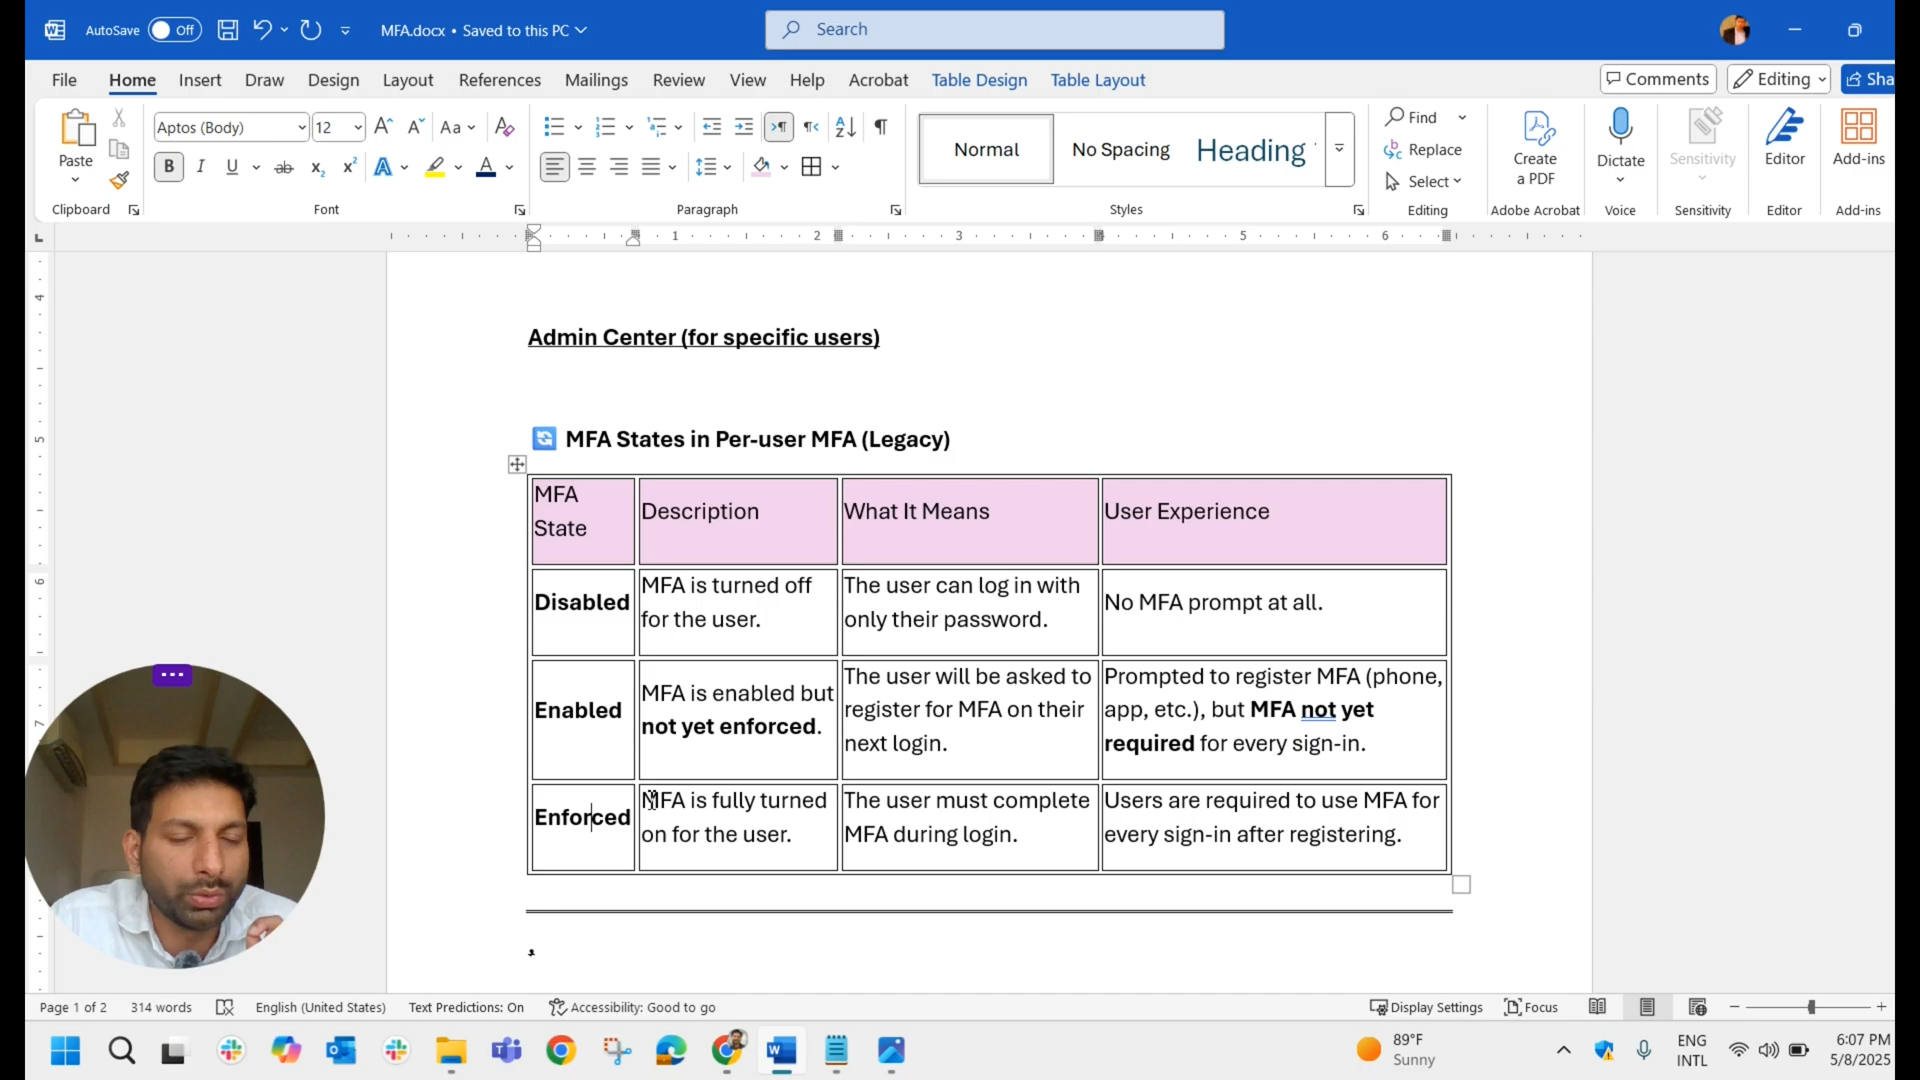 AutoSave Off
MFA.docx • Saved to this PC
Search
File Home Insert Draw Design Layout References Mailings Review View Help Acrobat Table Design Table Layout
Comments Editing
Paste
Aptos (Body) 12
Normal
No Spacing
Heading
Find
Replace
Select
Create
a PDF
Dictate
Sensitivity
Editor
Add-ins
Clipboard Font Paragraph Styles Editing Adobe Acrobat Voice Sensitivity Editor Add-ins
1 2 3 5 6
4
5
6
7
Admin Center (for specific users)
MFA States in Per-user MFA (Legacy)
MFA
State
Description
What It Means
User Experience
Disabled
MFA is turned off
for the user.
The user can log in with
only their password.
No MFA prompt at all.
Enabled
MFA is enabled but
not yet enforced.
The user will be asked to
register for MFA on their
next login.
Prompted to register MFA (phone,
app, etc.), but MFA not yet
required for every sign-in.
Enforced
MFA is fully turned
on for the user.
The user must complete
MFA during login.
Users are required to use MFA for
every sign-in after registering.
Page 1 of 2 314 words English (United States) Text Predictions: On Accessibility: Good to go Display Settings Focus
89°F
Sunny
ENG
INTL
6:07 PM
5/8/2025